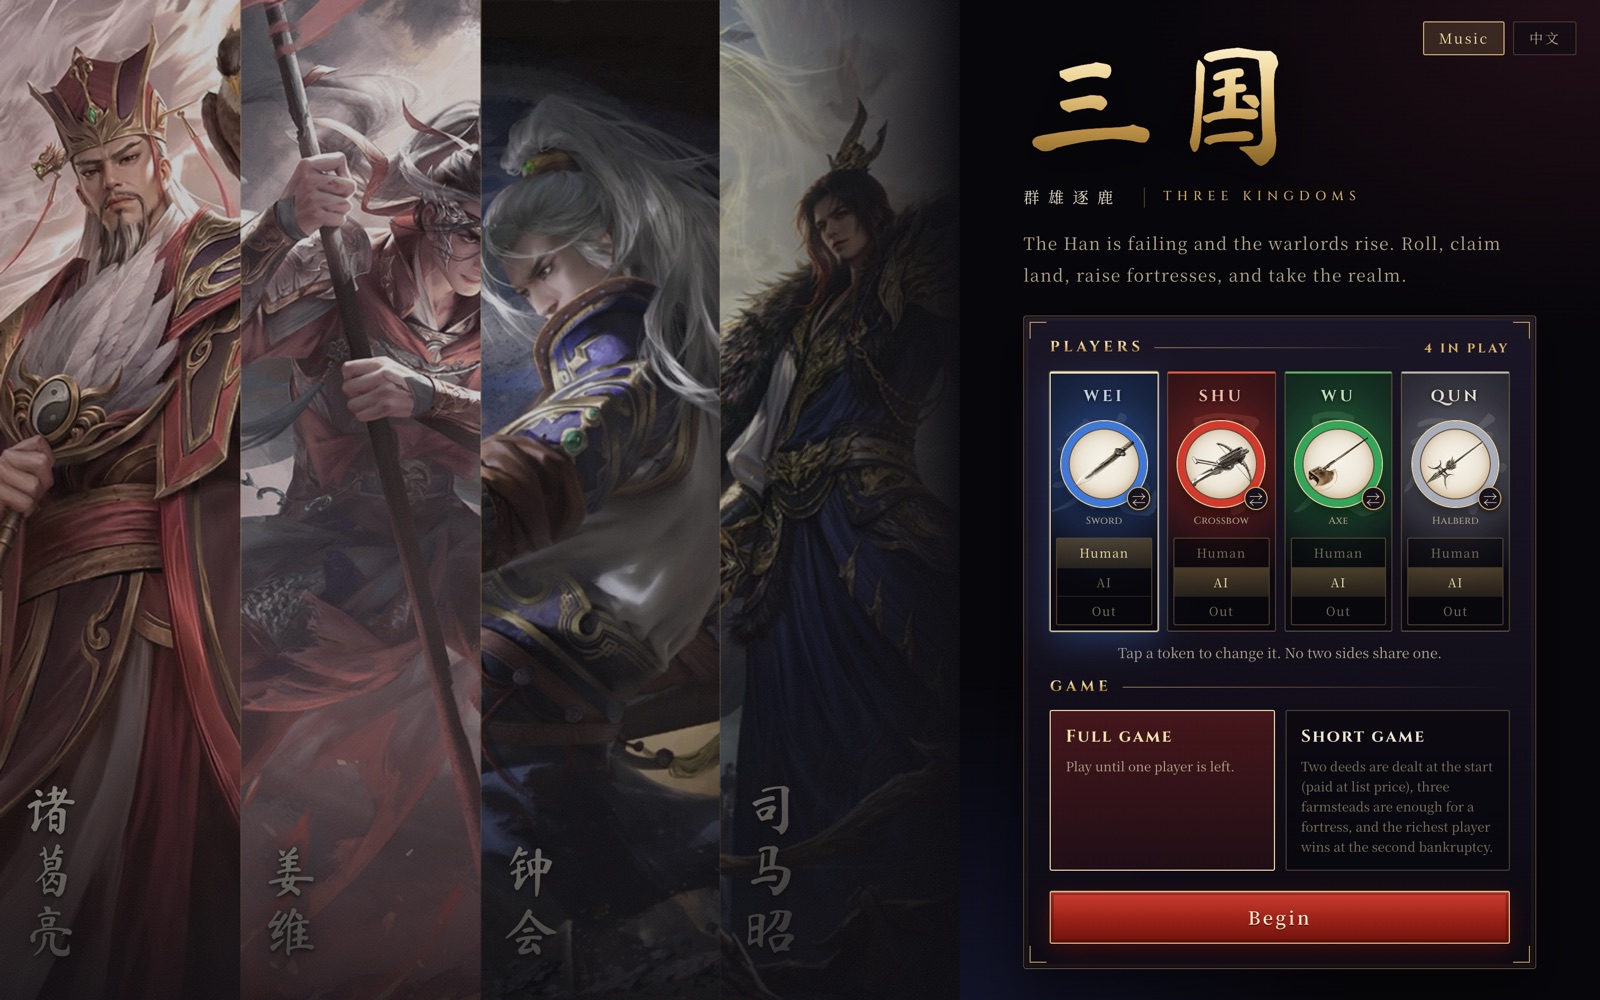 诸葛亮
姜维
钟会
司马昭
Music
中文
三国
群雄逐鹿
THREE KINGDOMS
The Han is failing and the warlords rise. Roll, claim
land, raise fortresses, and take the realm.
PLAYERS
4 IN PLAY
WEI
SHU
WU
QUN
Sword
Crossbow
Axe
Halberd
Human
AI
Out
Human
AI
Out
Human
AI
Out
Human
AI
Out
Tap a token to change it. No two sides share one.
GAME
Full game
Play until one player is left.
Short game
Two deeds are dealt at the start
(paid at list price), three
farmsteads are enough for a
fortress, and the richest player
wins at the second bankruptcy.
Begin